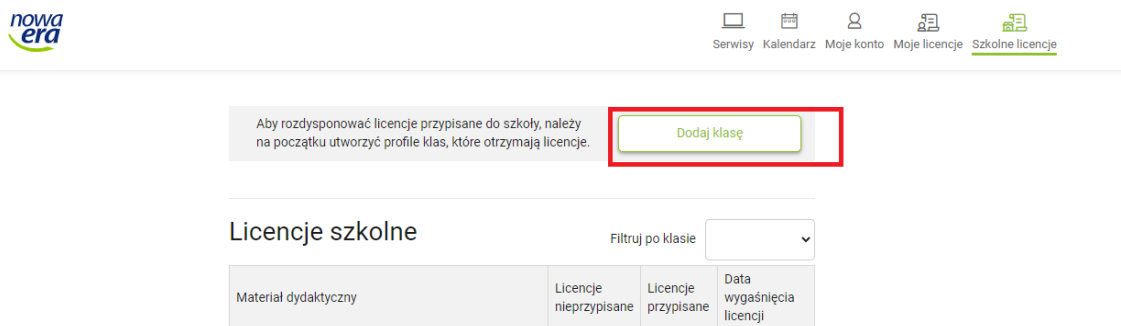 nowa
era
Serwisy Kalendarz Moje konto Moje licencje Szkolne licencje
Aby rozdysponować licencje przypisane do szkoły, należy
na początku utworzyć profile klas, które otrzymają licencje.
Dodaj klasę
Licencje szkolne
Filtruj po klasie
Materiał dydaktyczny
Licencje
nieprzypisane
Licencje
przypisane
Data
wygaśnięcia
licencji